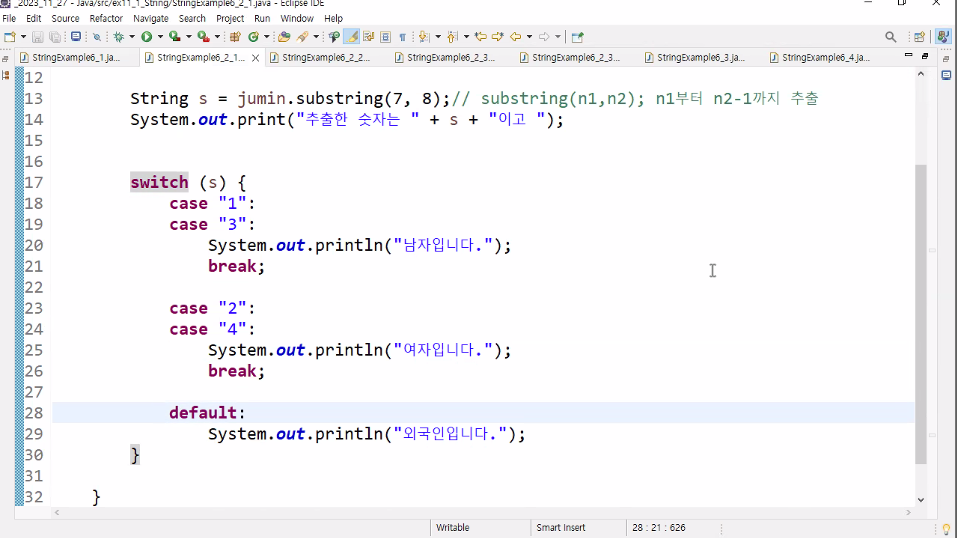 _2023_11_27 - Java/src/ex11_1_String/StringExample6_2_1.java - Eclipse IDE
File Edit Source Refactor Navigate Search Project Run Window Help
StringExample6_1.ja... StringExample6_2_1... StringExample6_2_2... StringExample6_2_3... StringExample6_2_3... StringExample6_3.ja... StringExample6_4.ja...
12
13 String s = jumin.substring(7, 8);// substring(n1,n2); n1부터 n2-1까지 추출
14 System.out.print("추출한 숫자는 " + s + "이고 ");
15
16
17 switch (s) {
18 case "1":
19 case "3":
20 System.out.println("남자입니다.");
21 break;
22
23 case "2":
24 case "4":
25 System.out.println("여자입니다.");
26 break;
27
28 default:
29 System.out.println("외국인입니다.");
30 }
31
32 }
Writable Smart Insert 28 : 21 : 626